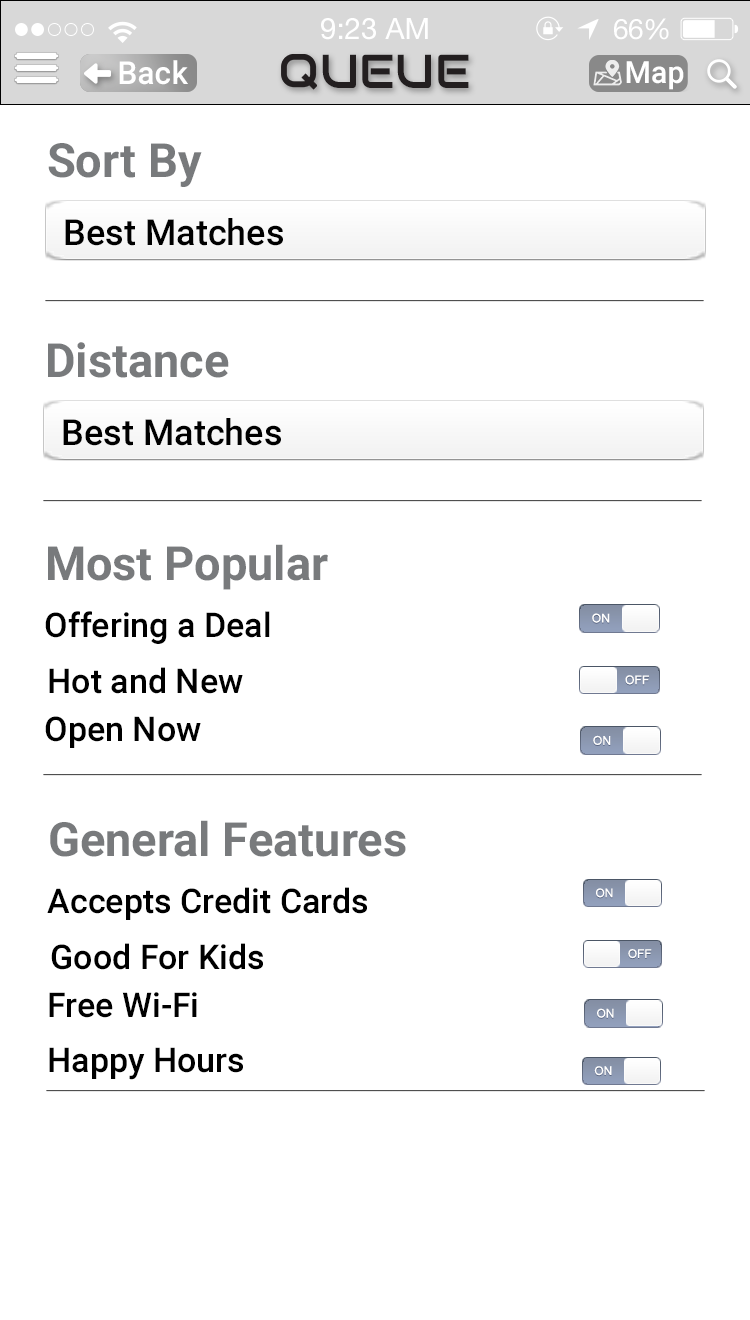 9:23 AM 66%
Back QUEUE Map
Sort By
Best Matches
Distance
Best Matches
Most Popular
Offering a Deal ON
Hot and New OFF
Open Now ON
General Features
Accepts Credit Cards ON
Good For Kids OFF
Free Wi-Fi ON
Happy Hours ON